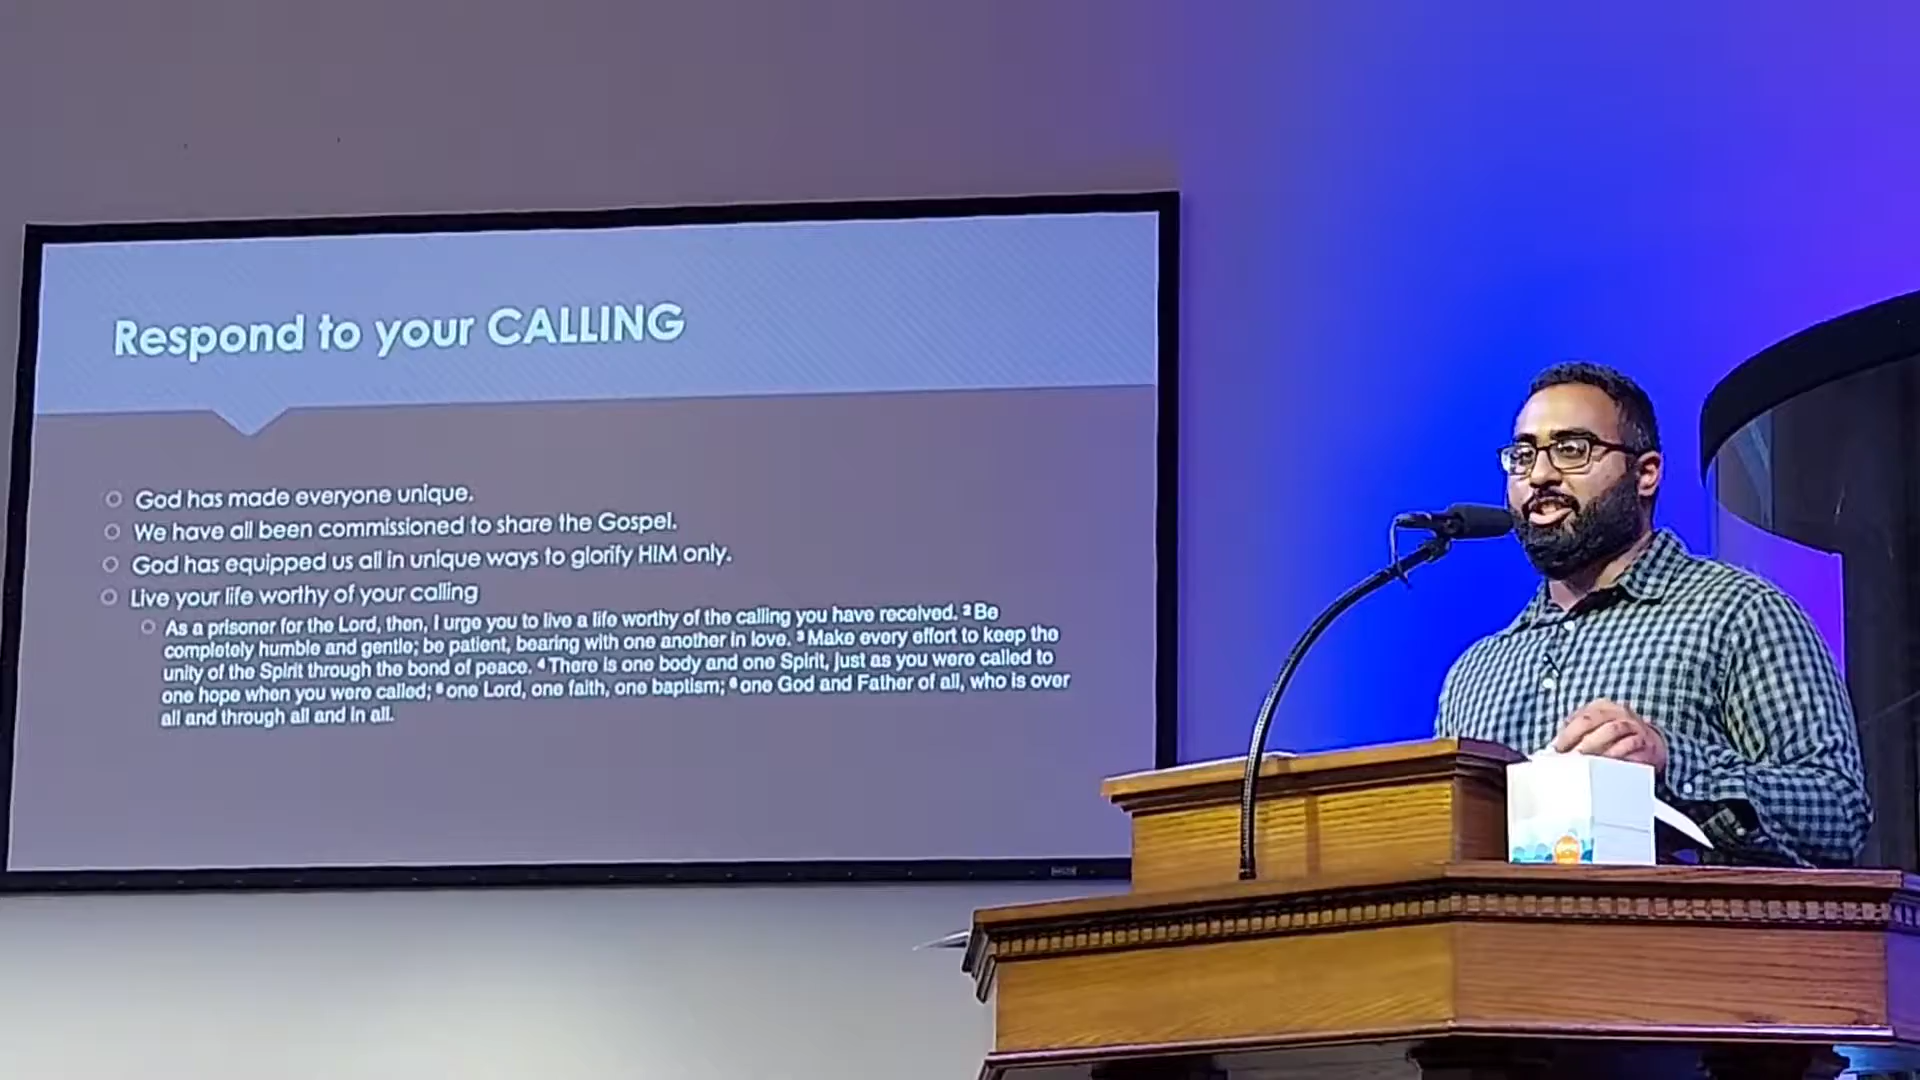 Respond to your CALLING
God has made everyone unique.
We have all been commissioned to share the Gospel.
God has equipped us all in unique ways to glorify HIM only.
Live your life worthy of your calling
As a prisoner for the Lord, then, I urge you to live a life worthy of the calling you have received. ² Be
completely humble and gentle; be patient, bearing with one another in love. ³ Make every effort to keep the
unity of the Spirit through the bond of peace. ⁴ There is one body and one Spirit, just as you were called to
one hope when you were called; ⁵ one Lord, one faith, one baptism; ⁶ one God and Father of all, who is over
all and through all and in all.